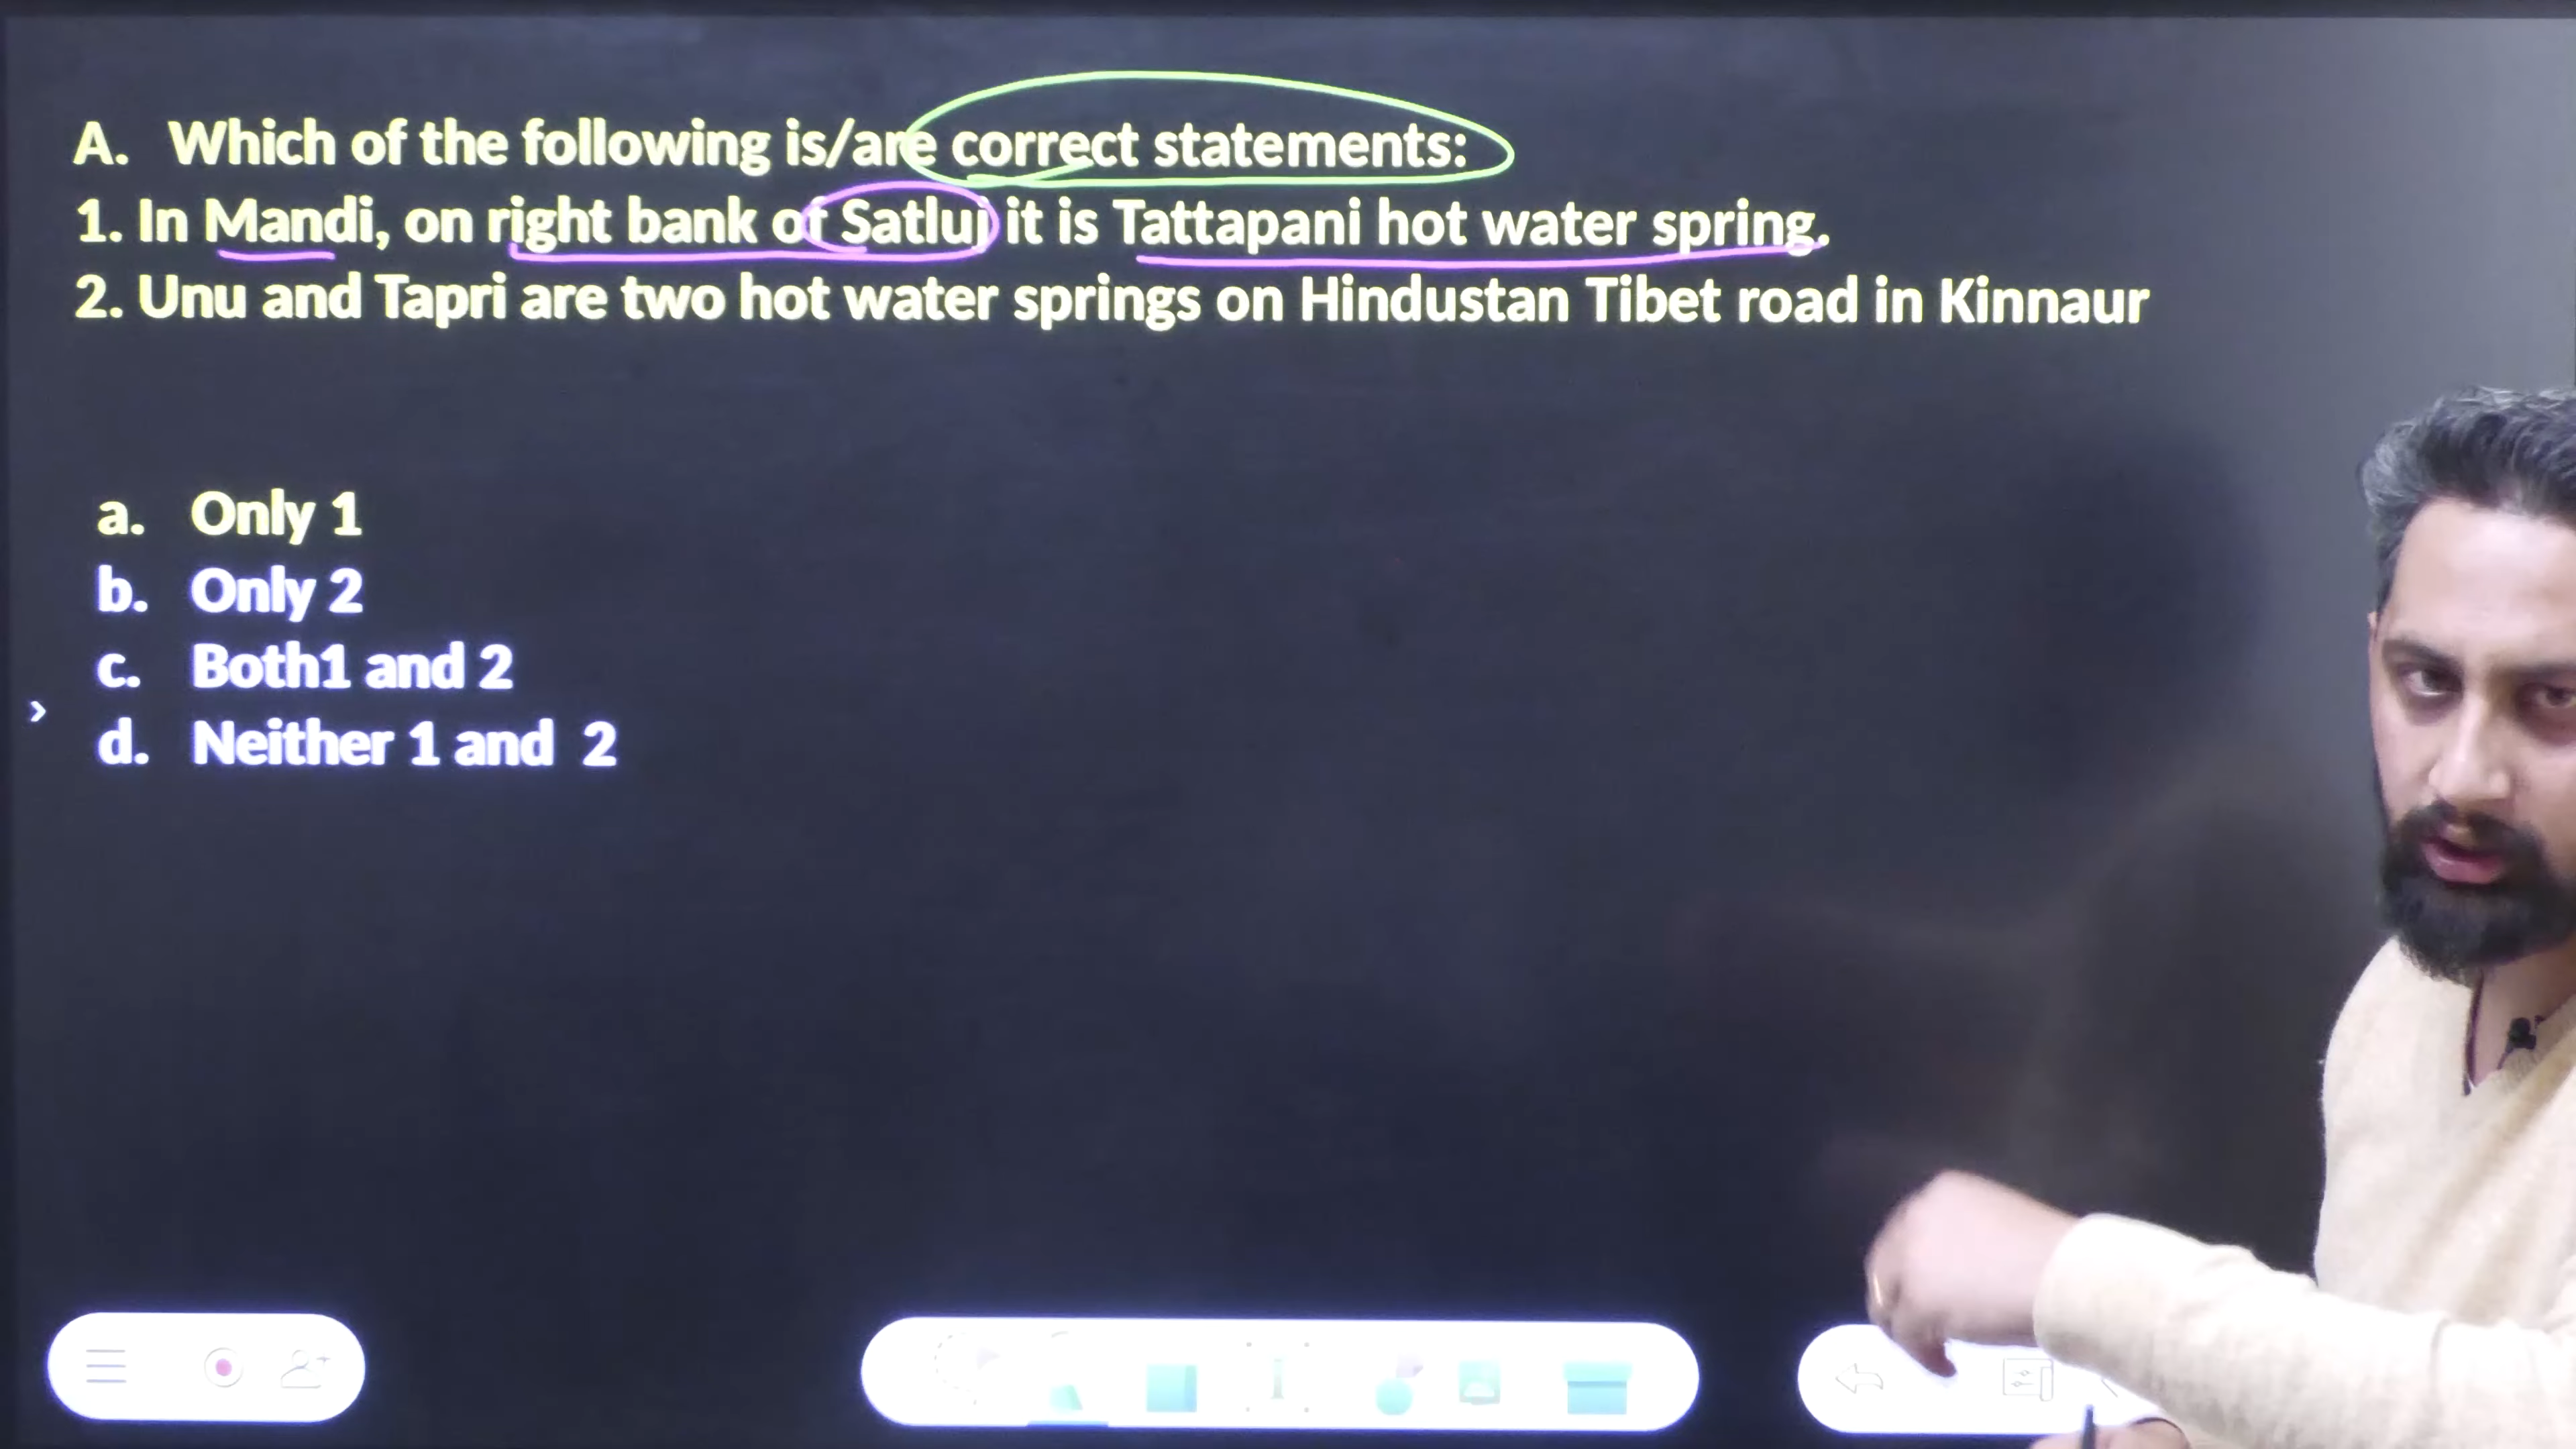 A. Which of the following is/are correct statements:
1. In Mandi, on right bank of Satluj it is Tattapani hot water spring.
2. Unu and Tapri are two hot water springs on Hindustan Tibet road in Kinnaur
a. Only 1
b. Only 2
c. Both1 and 2
d. Neither 1 and 2